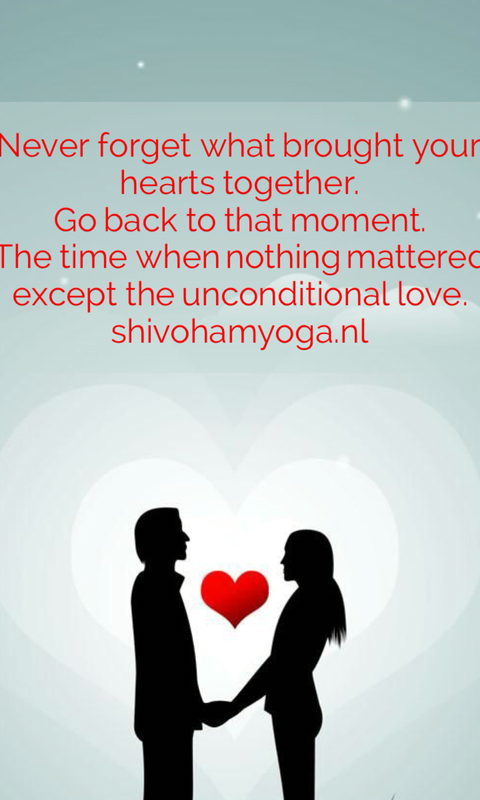 Never forget what brought your
hearts together.
Go back to that moment.
The time when nothing mattered
except the unconditional love.
shivohamyoga.nl